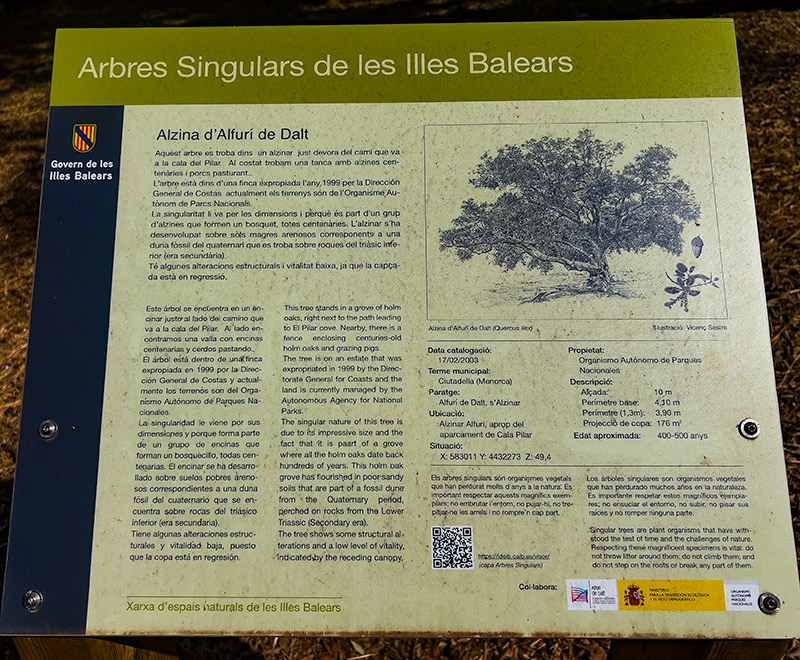 Arbres Singulars de les Illes Balears
Govern de les
Illes Balears
Alzina d'Alfurí de Dalt
Aquest arbre es troba dins un alzinar just devora del camí que va
a la cala del Pilar. Al costat trobam una tanca amb alzines cen-
tenàries i porcs pasturant..
L'arbre està dins d'una finca expropiada l'any 1999 per la Dirección
General de Costas actualment els terrenys són de l'Organisme Au-
tònom de Parcs Nacionals.
La singularitat li ve per les dimensions i perquè és part d'un grup
d'alzines que formen un bosquet, totes centenàries. L'alzinar s'ha
desenvolupat sobre sòls magres arenosos corresponents a una
duna fòssil del quaternari que es troba sobre roques del triàsic infe-
rior (era secundària).
Té algunes alteracions estructurals i vitalitat baixa, ja que la capça-
da està en regressió.
Este árbol se encuentra en un en-
cinar justo al lado del camino que
va a la cala del Pilar. Al lado en-
contramos una valla con encinas
centenarias y cerdos pastando.
El árbol está dentro de una finca
expropiada en 1999 por la Direc-
ción General de Costas y actual-
mente los terrenos son del Orga-
nismo Autónomo de Parques Na-
cionales.
La singularidad le viene por sus
dimensiones y porque forma parte
de un grupo de encinas que
forman un bosquecillo, todas cen-
tenarias. El encinar se ha desarro-
llado sobre suelos pobres areno-
sos correspondientes a una duna
fósil del cuaternario que se en-
cuentra sobre rocas del triásico
inferior (era secundaria).
Tiene algunas alteraciones estruc-
turales y vitalidad baja, puesto
que la copa está en regresión.
This tree stands in a grove of holm
oaks, right next to the path leading
to El Pilar cove. Nearby, there is a
fence enclosing centuries-old
holm oaks and grazing pigs.
The tree is on an estate that was
expropriated in 1999 by the Direc-
torate General for Coasts and the
land is currently managed by the
Autonomous Agency for National
Parks.
The singular nature of this tree is
due to its impressive size and the
fact that it is paart of a grove
where all the holm oaks date back
hundreds of years. This holm oak
grove has flourished in poor sandy
soils that are part of a fossil dune
from the Quaternary period,
perched on rocks from the Lower
Triassic (Secondary era).
The tree shows some structural al-
terations and a low level of vitality,
indicated by the receding canopy.
Xarxa d'espais naturals de les Illes Balears
Alzina d'Alfurí de Dalt (Quercus ilex)
Il·lustració: Vicenç Sastre
Data catalogació:
17/02/2003
Terme municipal:
Ciutadella (Menorca)
Paratge:
Alfurí de Dalt, s'Alzinar
Ubicació:
Alzinar Alfurí, aprop del
aparciament de Cala Pilar
Situació:
X: 583011 Y: 4432273 Z: 49,4
Propietat:
Organismo Autónomo de Parques
Nacionales
Descripció:
Alçada: 10 m
Perímetre base: 4,10 m
Perímetre (1,3m): 3,90 m
Projecció de copa: 176 m²
Edat aproximada: 400-500 anys
Els arbres singulars són organismes vegetals
que han perdurat molts d'anys a la natura. És
important respectar aquests magnífics exem-
plars; no embrutar l'entorn, no pujar-hi, no tre-
pitjar-ne les arrels i no rompre'n cap part.
https://ideib.caib.es/visor/
(capa Arbres Singulars)
Los árboles singulares son organismos vegetales
que han perdurado muchos años en la naturaleza.
Es importante respetar estos magníficos ejempla-
res; no ensuciar el entorno, no subir, no pisar sus
raíces y no romper ninguna parte.
Singular trees are plant organisms that have with-
stood the test of time and the challenges of nature.
Respecting these magnificent specimens is vital: do
not throw litter around them, do not climb them; and
do not step on the roots or break any part of them.
Col·labora:
Alfurí
de Dalt
MINISTERIO
PARA LA TRANSICIÓN ECOLÓGICA
Y EL RETO DEMOGRÁFICO
ORGANISMO
AUTÓNOMO
PARQUES
NACIONALES